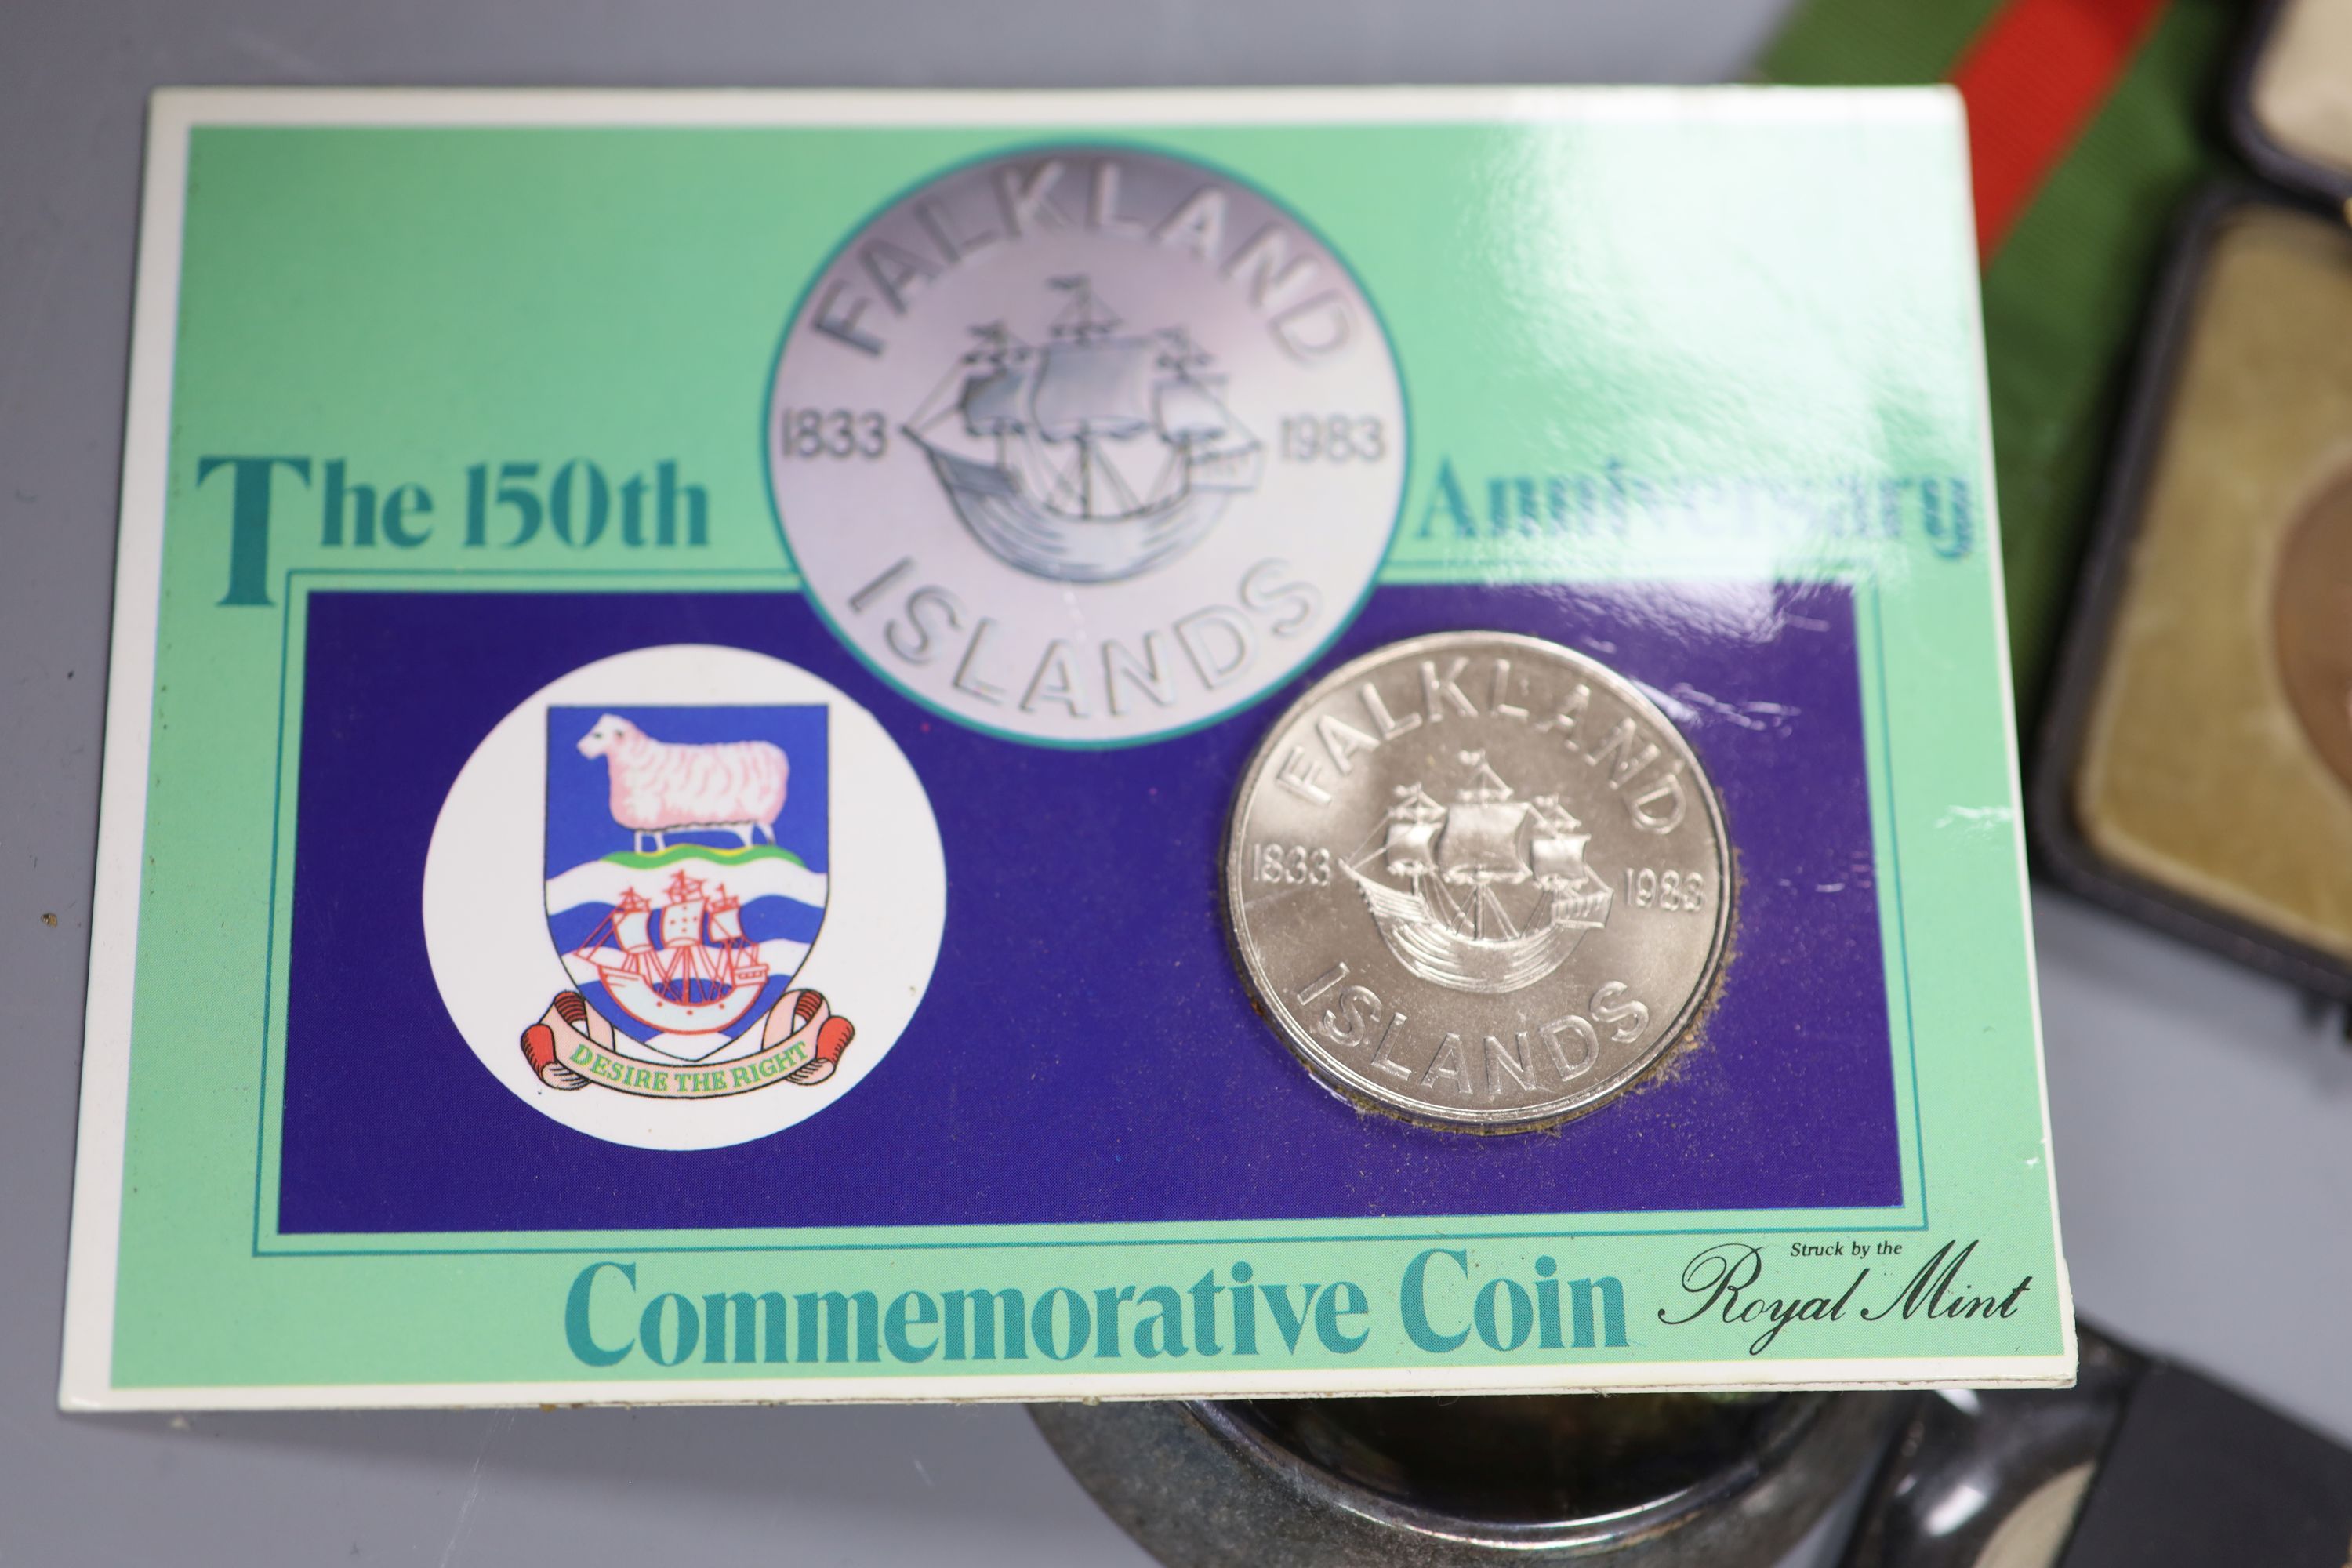 FALKLAND
1833 1983
ISLANDS
The 150th Anniversary
FALKLAND
1833 1983
ISLANDS
DESIRE THE RIGHT
Commemorative Coin
Struck by the
Royal Mint